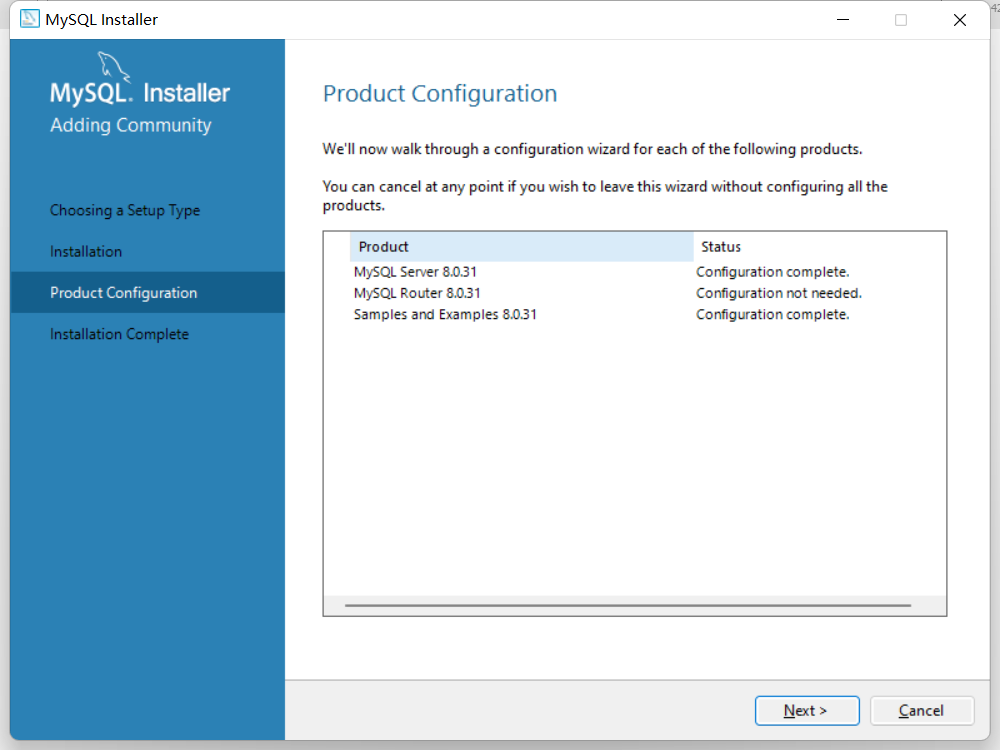 MySQL Installer
MySQL. Installer
Adding Community
Choosing a Setup Type
Installation
Product Configuration
Installation Complete
Product Configuration
We'll now walk through a configuration wizard for each of the following products.
You can cancel at any point if you wish to leave this wizard without configuring all the
products.
Product Status
MySQL Server 8.0.31 Configuration complete.
MySQL Router 8.0.31 Configuration not needed.
Samples and Examples 8.0.31 Configuration complete.
Next >
Cancel